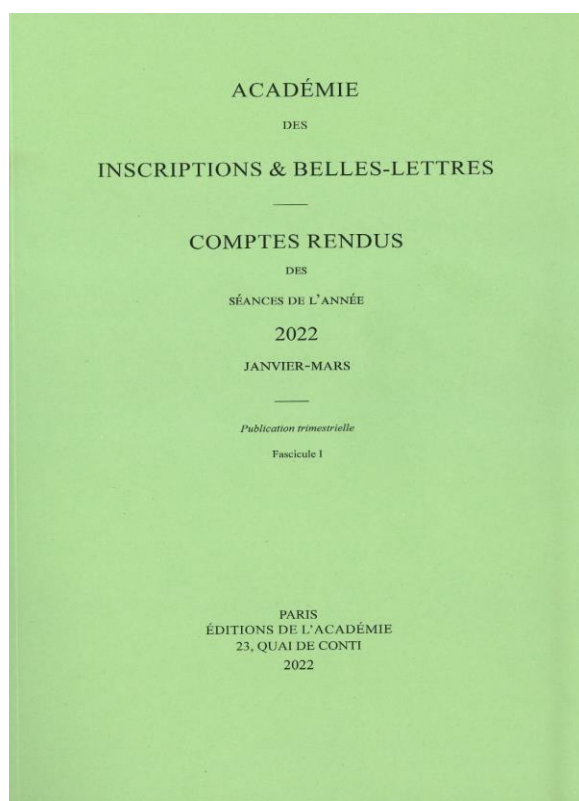 ACADÉMIE
DES
INSCRIPTIONS & BELLES-LETTRES
COMPTES RENDUS
DES
SÉANCES DE L'ANNÉE
2022
JANVIER-MARS
Publication trimestrielle
Fascicule I
PARIS
ÉDITIONS DE L'ACADÉMIE
23, QUAI DE CONTI
2022